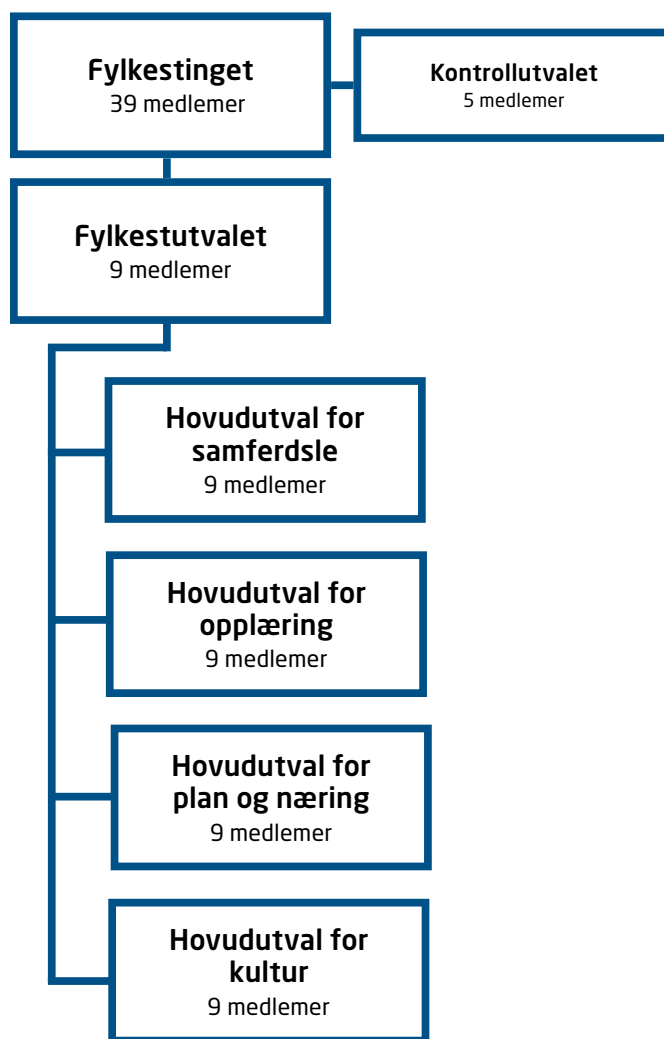 Fylkestinget
39 medlemer
Kontrollutvalet
5 medlemer
Fylkestutvalet
9 medlemer
Hovudutval for
samferdsle
9 medlemer
Hovudutval for
opplæring
9 medlemer
Hovudutval for
plan og næring
9 medlemer
Hovudutval for
kultur
9 medlemer